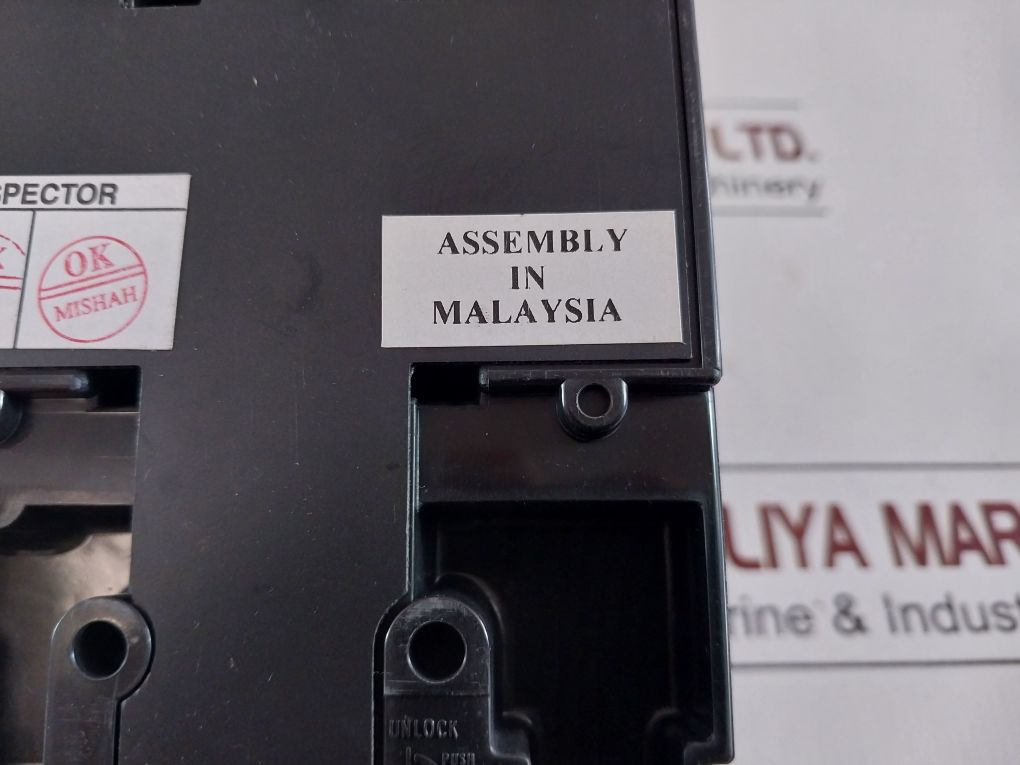 SPECTOR
OK
MISHAH
ASSEMBLY
IN
MALAYSIA
UNLOCK
PUSH
LTD.
hinery
LIYA MAR
rine & Indust